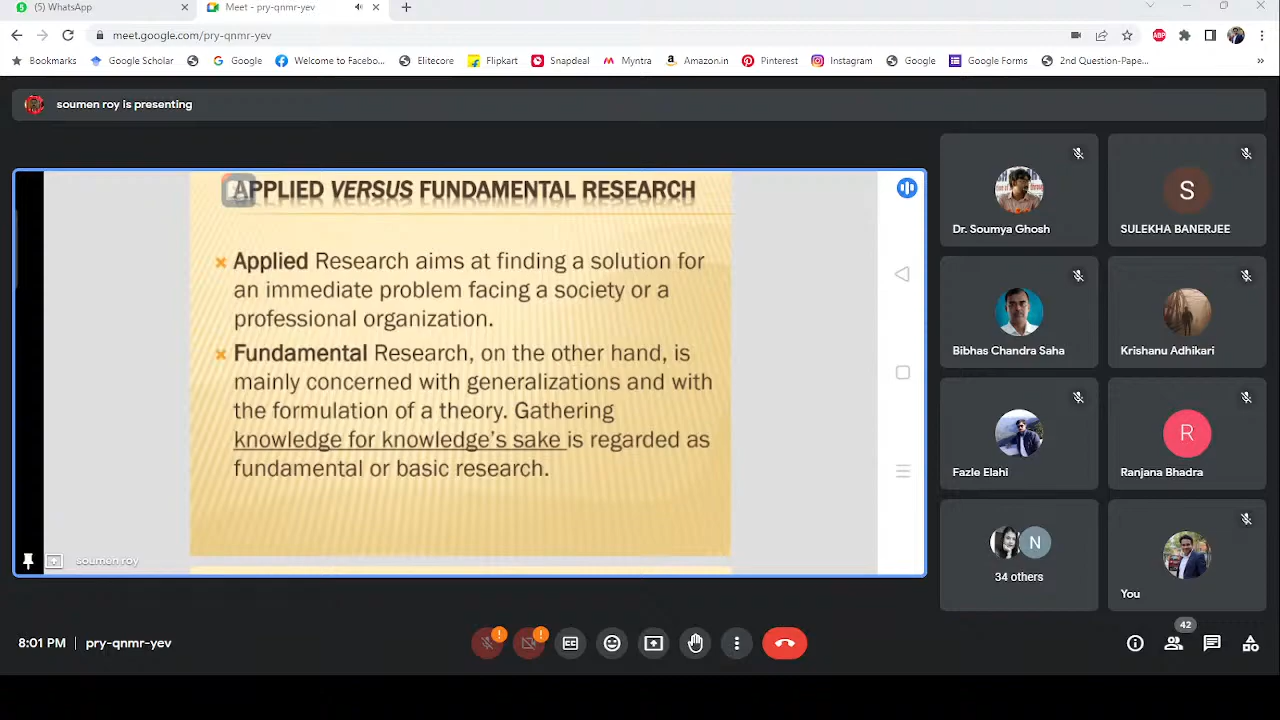 (5) WhatsApp
Meet - pry-qnmr-yev
meet.google.com/pry-qnmr-yev
ABP
Bookmarks
Google Scholar
Google
Welcome to Facebo...
Elitecore
Flipkart
Snapdeal
Myntra
Amazon.in
Pinterest
Instagram
Google
Google Forms
2nd Question-Pape...
»
soumen roy is presenting
APPLIED VERSUS FUNDAMENTAL RESEARCH
Applied Research aims at finding a solution for
an immediate problem facing a society or a
professional organization.
Fundamental Research, on the other hand, is
mainly concerned with generalizations and with
the formulation of a theory. Gathering
knowledge for knowledge's sake is regarded as
fundamental or basic research.
soumen roy
Dr. Soumya Ghosh
S
SULEKHA BANERJEE
Bibhas Chandra Saha
Krishanu Adhikari
Fazle Elahi
R
Ranjana Bhadra
N
34 others
You
8:01 PM | pry-qnmr-yev
42